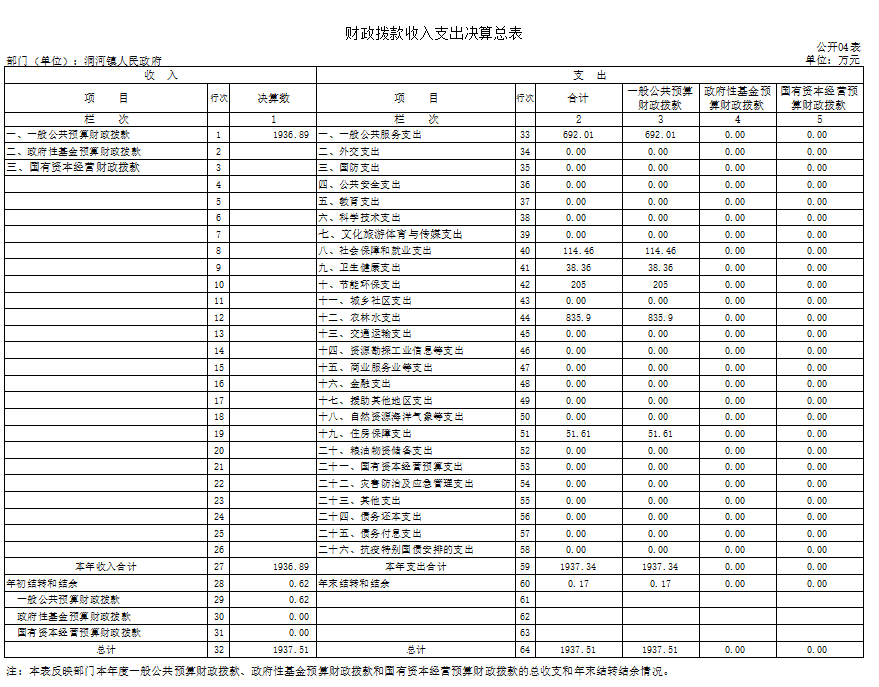 财政拨款收入支出决算总表
公开04表
部门（单位）：洞河镇人民政府 单位：万元
收 入 支 出
项 目 行次 决算数 项 目 行次 合计 一般公共预算财政拨款 政府性基金预算财政拨款 国有资本经营预算财政拨款
栏 次 1 栏 次 2 3 4 5
一、一般公共预算财政拨款 1 1936.89 一、一般公共服务支出 33 692.01 692.01 0.00 0.00
二、政府性基金预算财政拨款 2 二、外交支出 34 0.00 0.00 0.00 0.00
三、国有资本经营财政拨款 3 三、国防支出 35 0.00 0.00 0.00 0.00
4 四、公共安全支出 36 0.00 0.00 0.00 0.00
5 五、教育支出 37 0.00 0.00 0.00 0.00
6 六、科学技术支出 38 0.00 0.00 0.00 0.00
7 七、文化旅游体育与传媒支出 39 0.00 0.00 0.00 0.00
8 八、社会保障和就业支出 40 114.46 114.46 0.00 0.00
9 九、卫生健康支出 41 38.36 38.36 0.00 0.00
10 十、节能环保支出 42 205 205 0.00 0.00
11 十一、城乡社区支出 43 0.00 0.00 0.00 0.00
12 十二、农林水支出 44 835.9 835.9 0.00 0.00
13 十三、交通运输支出 45 0.00 0.00 0.00 0.00
14 十四、资源勘探工业信息等支出 46 0.00 0.00 0.00 0.00
15 十五、商业服务业等支出 47 0.00 0.00 0.00 0.00
16 十六、金融支出 48 0.00 0.00 0.00 0.00
17 十七、援助其他地区支出 49 0.00 0.00 0.00 0.00
18 十八、自然资源海洋气象等支出 50 0.00 0.00 0.00 0.00
19 十九、住房保障支出 51 51.61 51.61 0.00 0.00
20 二十、粮油物资储备支出 52 0.00 0.00 0.00 0.00
21 二十一、国有资本经营预算支出 53 0.00 0.00 0.00 0.00
22 二十二、灾害防治及应急管理支出 54 0.00 0.00 0.00 0.00
23 二十三、其他支出 55 0.00 0.00 0.00 0.00
24 二十四、债务还本支出 56 0.00 0.00 0.00 0.00
25 二十五、债务付息支出 57 0.00 0.00 0.00 0.00
26 二十六、抗疫特别国债安排的支出 58 0.00 0.00 0.00 0.00
本年收入合计 27 1936.89 本年支出合计 59 1937.34 1937.34 0.00 0.00
年初结转和结余 28 0.62 年末结转和结余 60 0.17 0.17 0.00 0.00
一般公共预算财政拨款 29 0.62 61
政府性基金预算财政拨款 30 0.00 62
国有资本经营预算财政拨款 31 0.00 63
总计 32 1937.51 总计 64 1937.51 1937.51 0.00 0.00
注：本表反映部门本年度一般公共预算财政拨款、政府性基金预算财政拨款和国有资本经营预算财政拨款的总收支和年末结转结余情况。